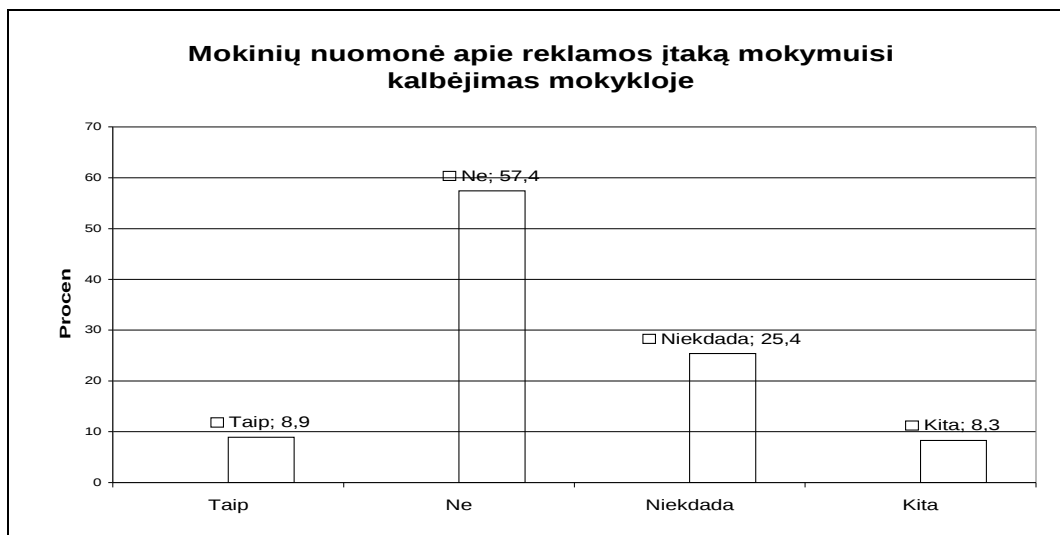 Mokinių nuomonė apie reklamos įtaką mokymuisi
kalbėjimas mokykloje
Procen
70
60
50
40
30
20
10
0
Taip; 8,9
Ne; 57,4
Niekdada; 25,4
Kita; 8,3
Taip
Ne
Niekdada
Kita